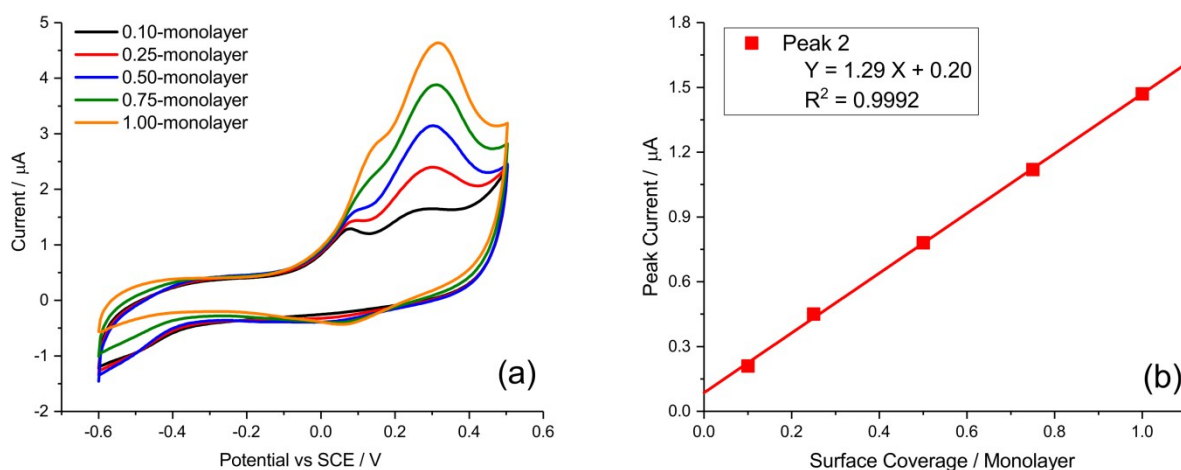 5
4
3
2
1
0
-1
-2
Current / μA
0.10-monolayer
0.25-monolayer
0.50-monolayer
0.75-monolayer
1.00-monolayer
(a)
-0.6 -0.4 -0.2 0.0 0.2 0.4 0.6
Potential vs SCE / V
1.8
1.5
1.2
0.9
0.6
0.3
0.0
Peak Current / μA
Peak 2
Y = 1.29 X + 0.20
R² = 0.9992
(b)
0.0 0.2 0.4 0.6 0.8 1.0
Surface Coverage / Monolayer